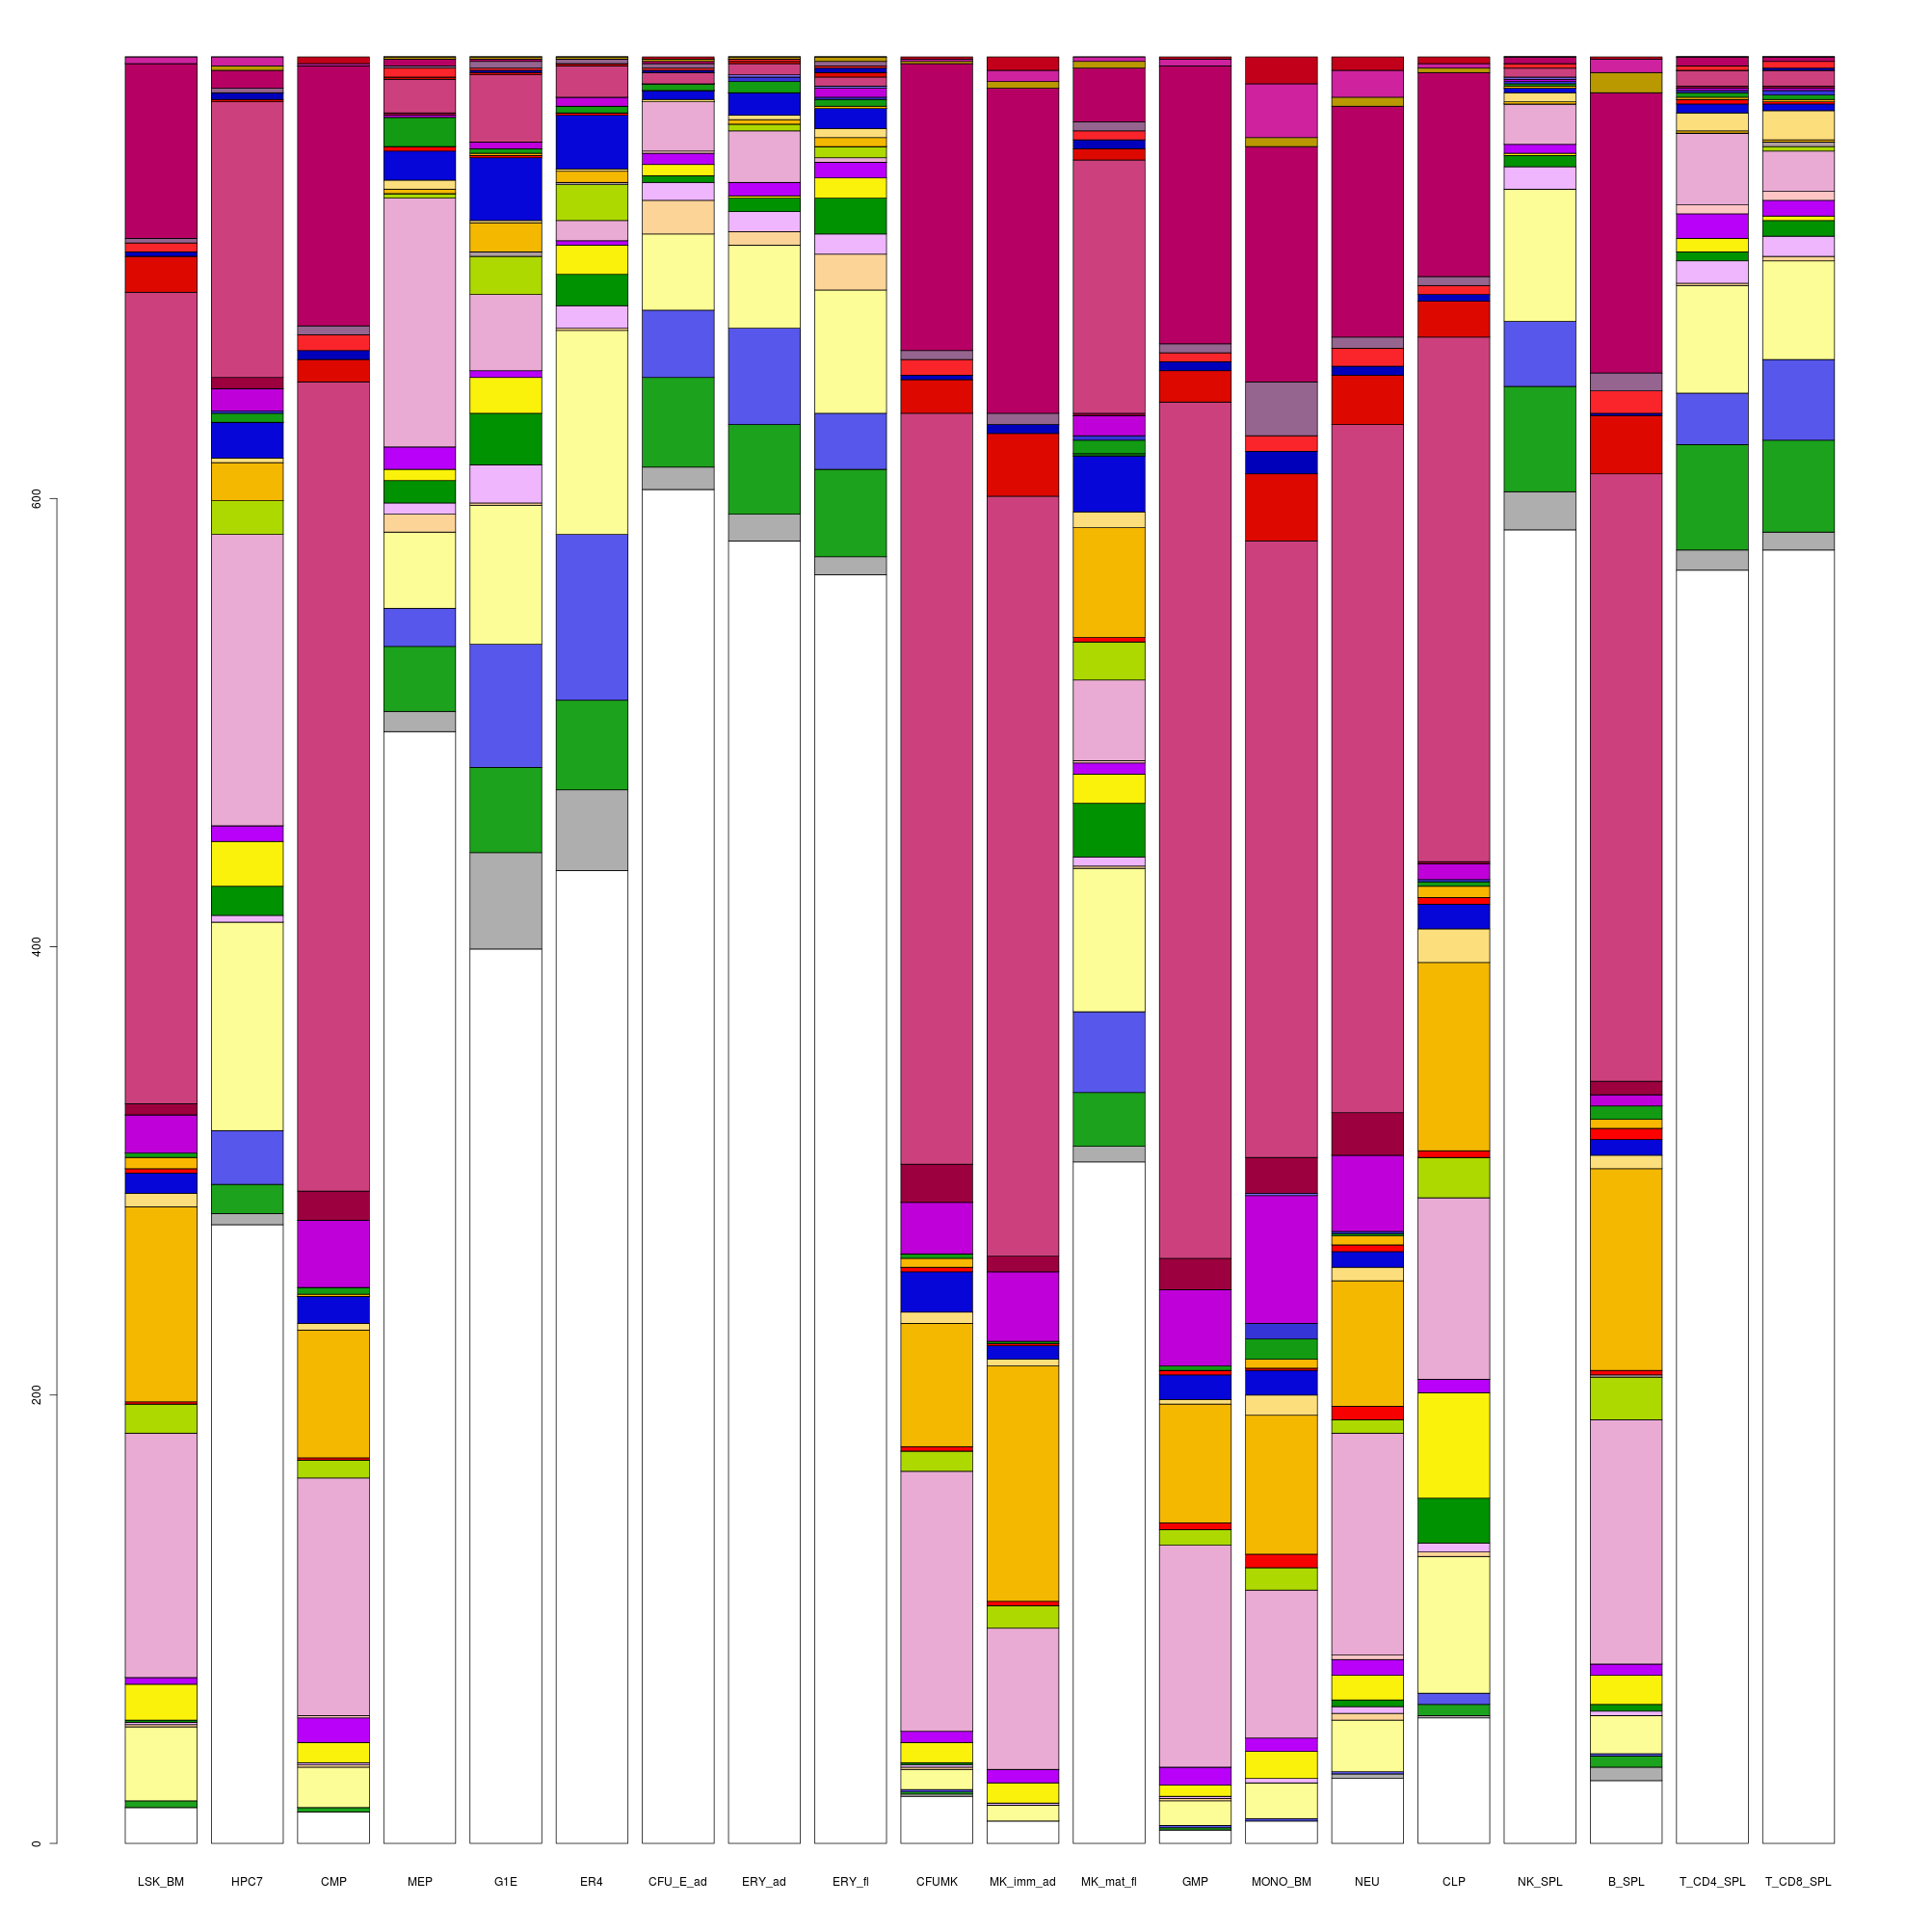 600
400
200
0
LSK_BM HPC7 CMP MEP G1E ER4 CFU_E_ad ERY_ad ERY_fl CFUMK MK_imm_ad MK_mat_fl GMP MONO_BM NEU CLP NK_SPL B_SPL T_CD4_SPL T_CD8_SPL